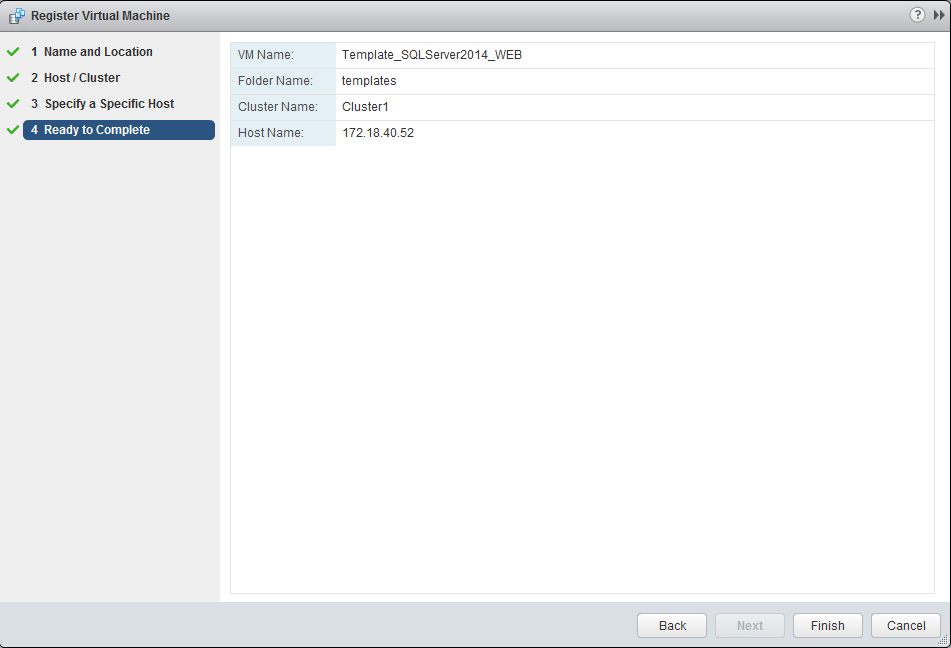 Register Virtual Machine
?
1 Name and Location
2 Host / Cluster
3 Specify a Specific Host
4 Ready to Complete
VM Name: Template_SQLServer2014_WEB
Folder Name: templates
Cluster Name: Cluster1
Host Name: 172.18.40.52
Back Next Finish Cancel